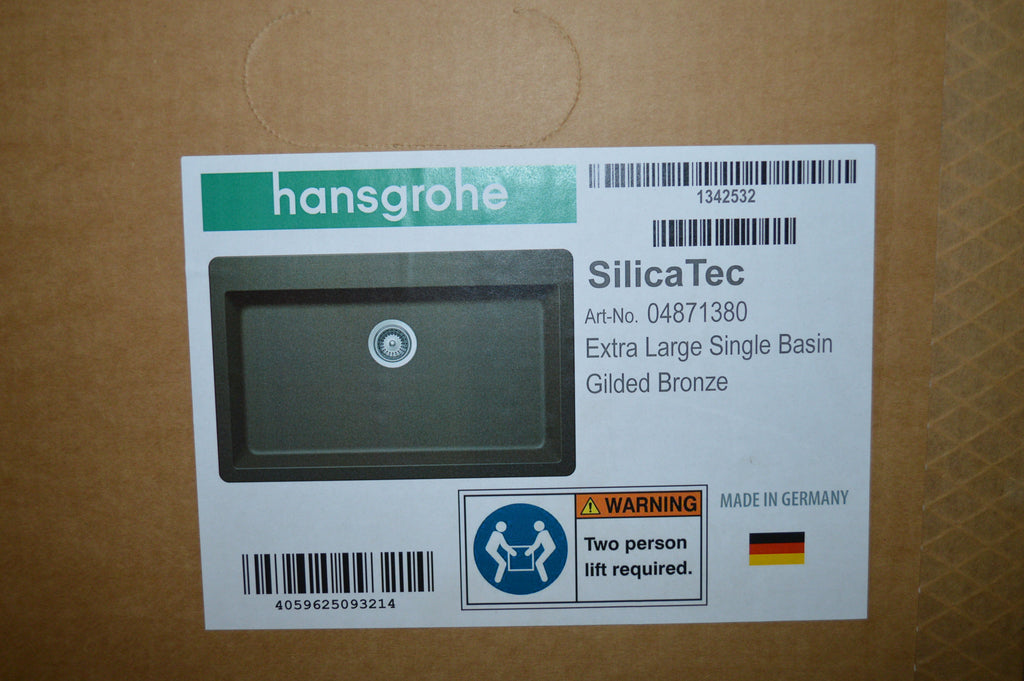 hansgrohe
1342532
SilicaTec
Art-No. 04871380
Extra Large Single Basin
Gilded Bronze
WARNING
Two person
lift required.
MADE IN GERMANY
4059625093214